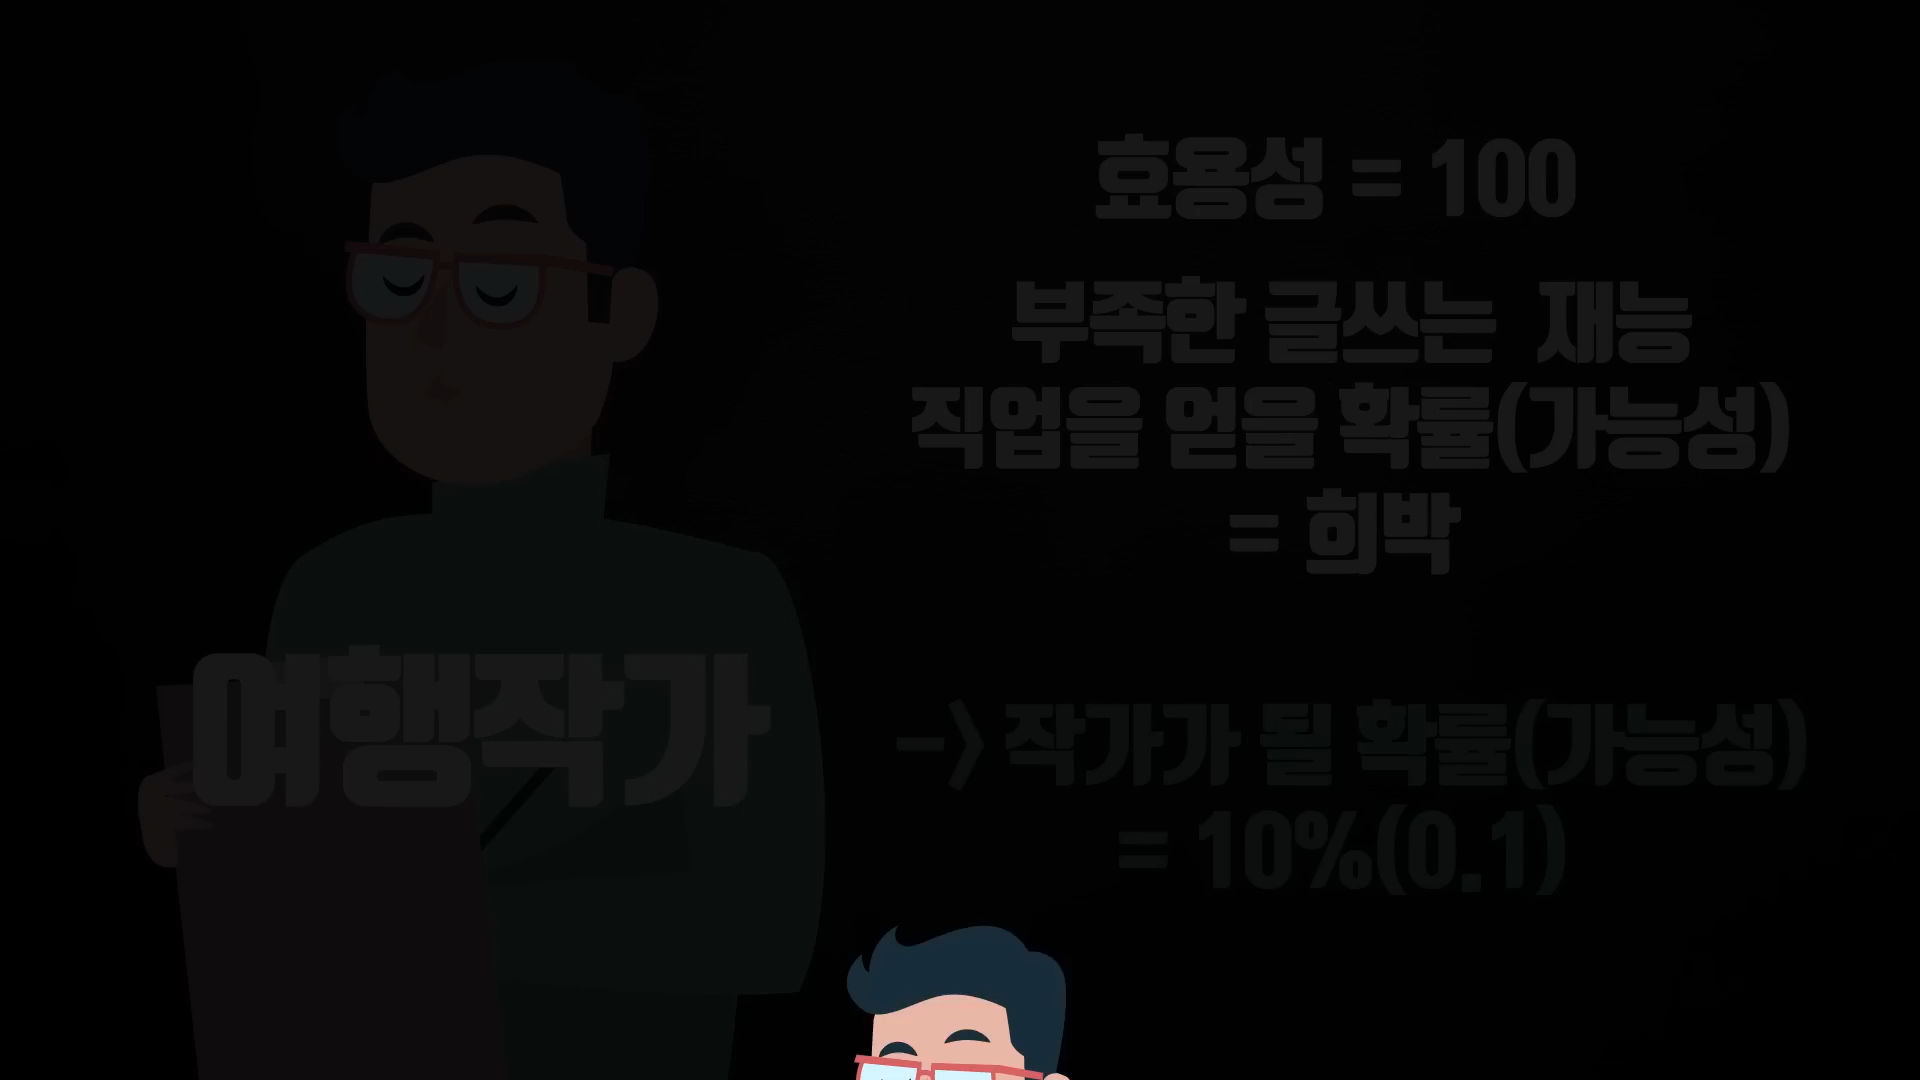 효용성 = 100
부족한 글쓰는 재능
직업을 얻을 확률(가능성)
= 희박
여행작가
-> 작가가 될 확률(가능성)
= 10%(0.1)